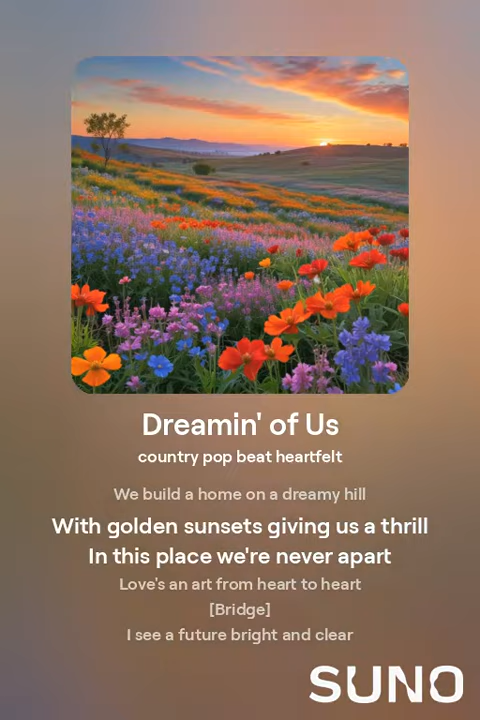 Dreamin' of Us
country pop beat heartfelt
We build a home on a dreamy hill
With golden sunsets giving us a thrill
In this place we're never apart
Love's an art from heart to heart
[Bridge]
I see a future bright and clear
SUNO